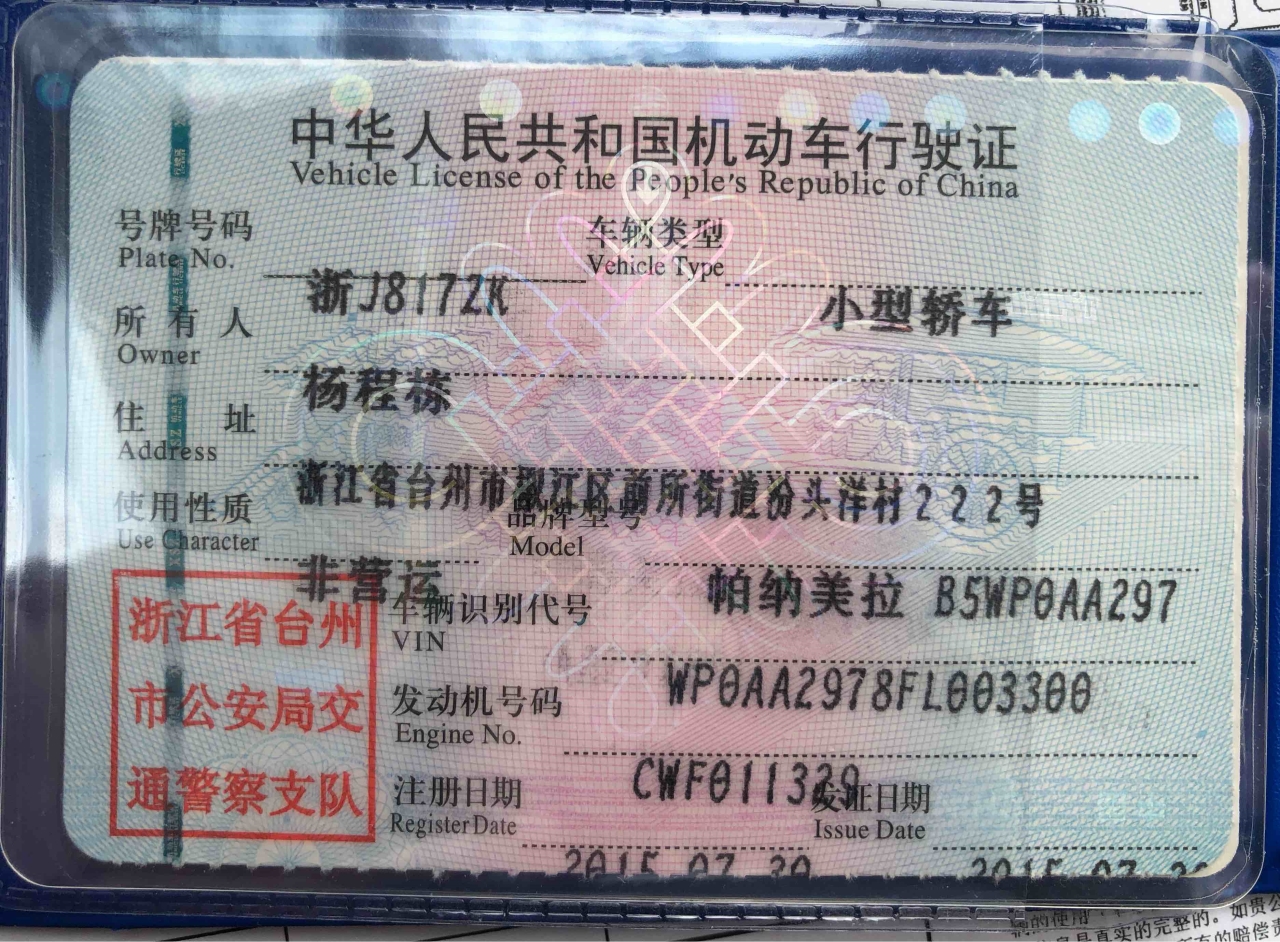 中华人民共和国机动车行驶证
Vehicle License of the People's Republic of China
号牌号码 车辆类型
Plate No. Vehicle Type
浙J8172K 小型轿车
所有人
Owner
杨程栋
住址
Address
浙江省台州市椒江区前所街道汾头洋村222号
使用性质 品牌型号
Use Character Model
非营运 帕纳美拉 B5WP0AA297
浙江省台州
市公安局交
通警察支队
车辆识别代号
VIN
WP0AA2978FL003300
发动机号码
Engine No.
CWF011339
注册日期 发证日期
Register Date Issue Date
2015 07 30 2015 07